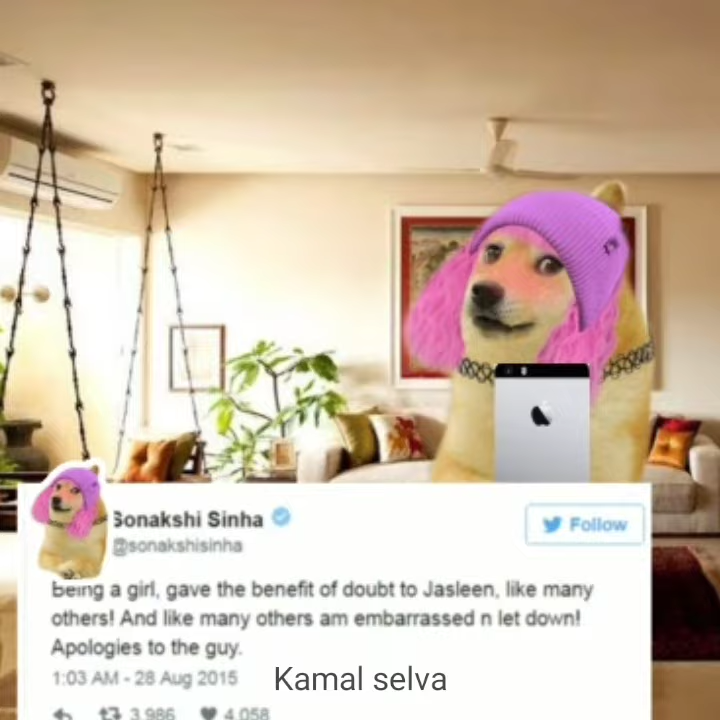 Sonakshi Sinha
@sonakshisinha
Follow
Being a girl, gave the benefit of doubt to Jasleen, like many
others! And like many others am embarrassed n let down!
Apologies to the guy.
1:03 AM - 28 Aug 2015
Kamal selva
3,986
4,058